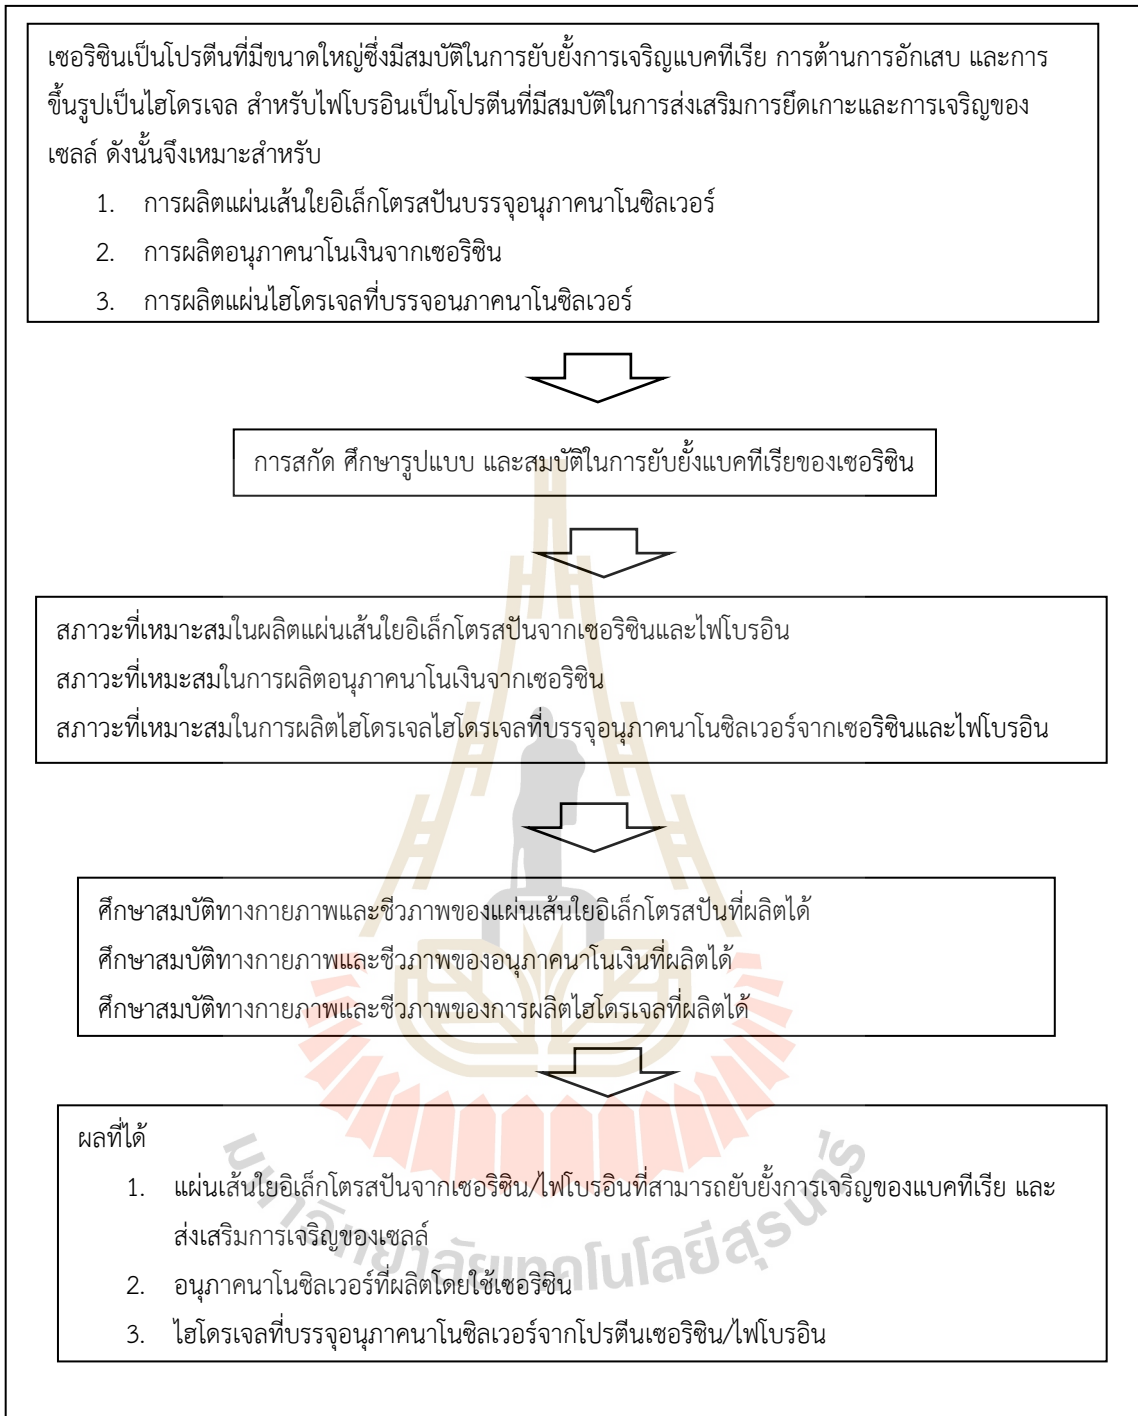 เซอริซินเป็นโปรตีนที่มีขนาดใหญ่ซึ่งมีสมบัติในการยับยั้งการเจริญแบคทีเรีย การต้านการอักเสบ และการ
ขึ้นรูปเป็นไฮโดรเจล สำหรับไฟโบรอินเป็นโปรตีนที่มีสมบัติในการส่งเสริมการยึดเกาะและการเจริญของ
เซลล์ ดังนั้นจึงเหมาะสำหรับ
1. การผลิตแผ่นเส้นใยอิเล็กโตรสปันบรรจุอนุภาคนาโนซิลเวอร์
2. การผลิตอนุภาคนาโนเงินจากเซอริซิน
3. การผลิตแผ่นไฮโดรเจลที่บรรจอนภาคนาโนซิลเวอร์
การสกัด ศึกษารูปแบบ และสมบัติในการยับยั้งแบคทีเรียของเซอริซิน
สภาวะที่เหมาะสมในผลิตแผ่นเส้นใยอิเล็กโตรสปันจากเซอริซินและไฟโบรอิน
สภาวะที่เหมะสมในการผลิตอนุภาคนาโนเงินจากเซอริซิน
สภาวะที่เหมาะสมในการผลิตไฮโดรเจลไฮโดรเจลที่บรรจุอนุภาคนาโนซิลเวอร์จากเซอริซินและไฟโบรอิน
ศึกษาสมบัติทางกายภาพและชีวภาพของแผ่นเส้นใยอิเล็กโตรสปันที่ผลิตได้
ศึกษาสมบัติทางกายภาพและชีวภาพของอนุภาคนาโนเงินที่ผลิตได้
ศึกษาสมบัติทางกายภาพและชีวภาพของการผลิตไฮโดรเจลที่ผลิตได้
ผลที่ได้
1. แผ่นเส้นใยอิเล็กโตรสปันจากเซอริซิน/ไฟโบรอินที่สามารถยับยั้งการเจริญของแบคทีเรีย และ
ส่งเสริมการเจริญของเซลล์
2. อนุภาคนาโนซิลเวอร์ที่ผลิตโดยใช้เซอริซิน
3. ไฮโดรเจลที่บรรจุอนุภาคนาโนซิลเวอร์จากโปรตีนเซอริซิน/ไฟโบรอิน
มหาวิทยาลัยเทคโนโลยีสุรนารี